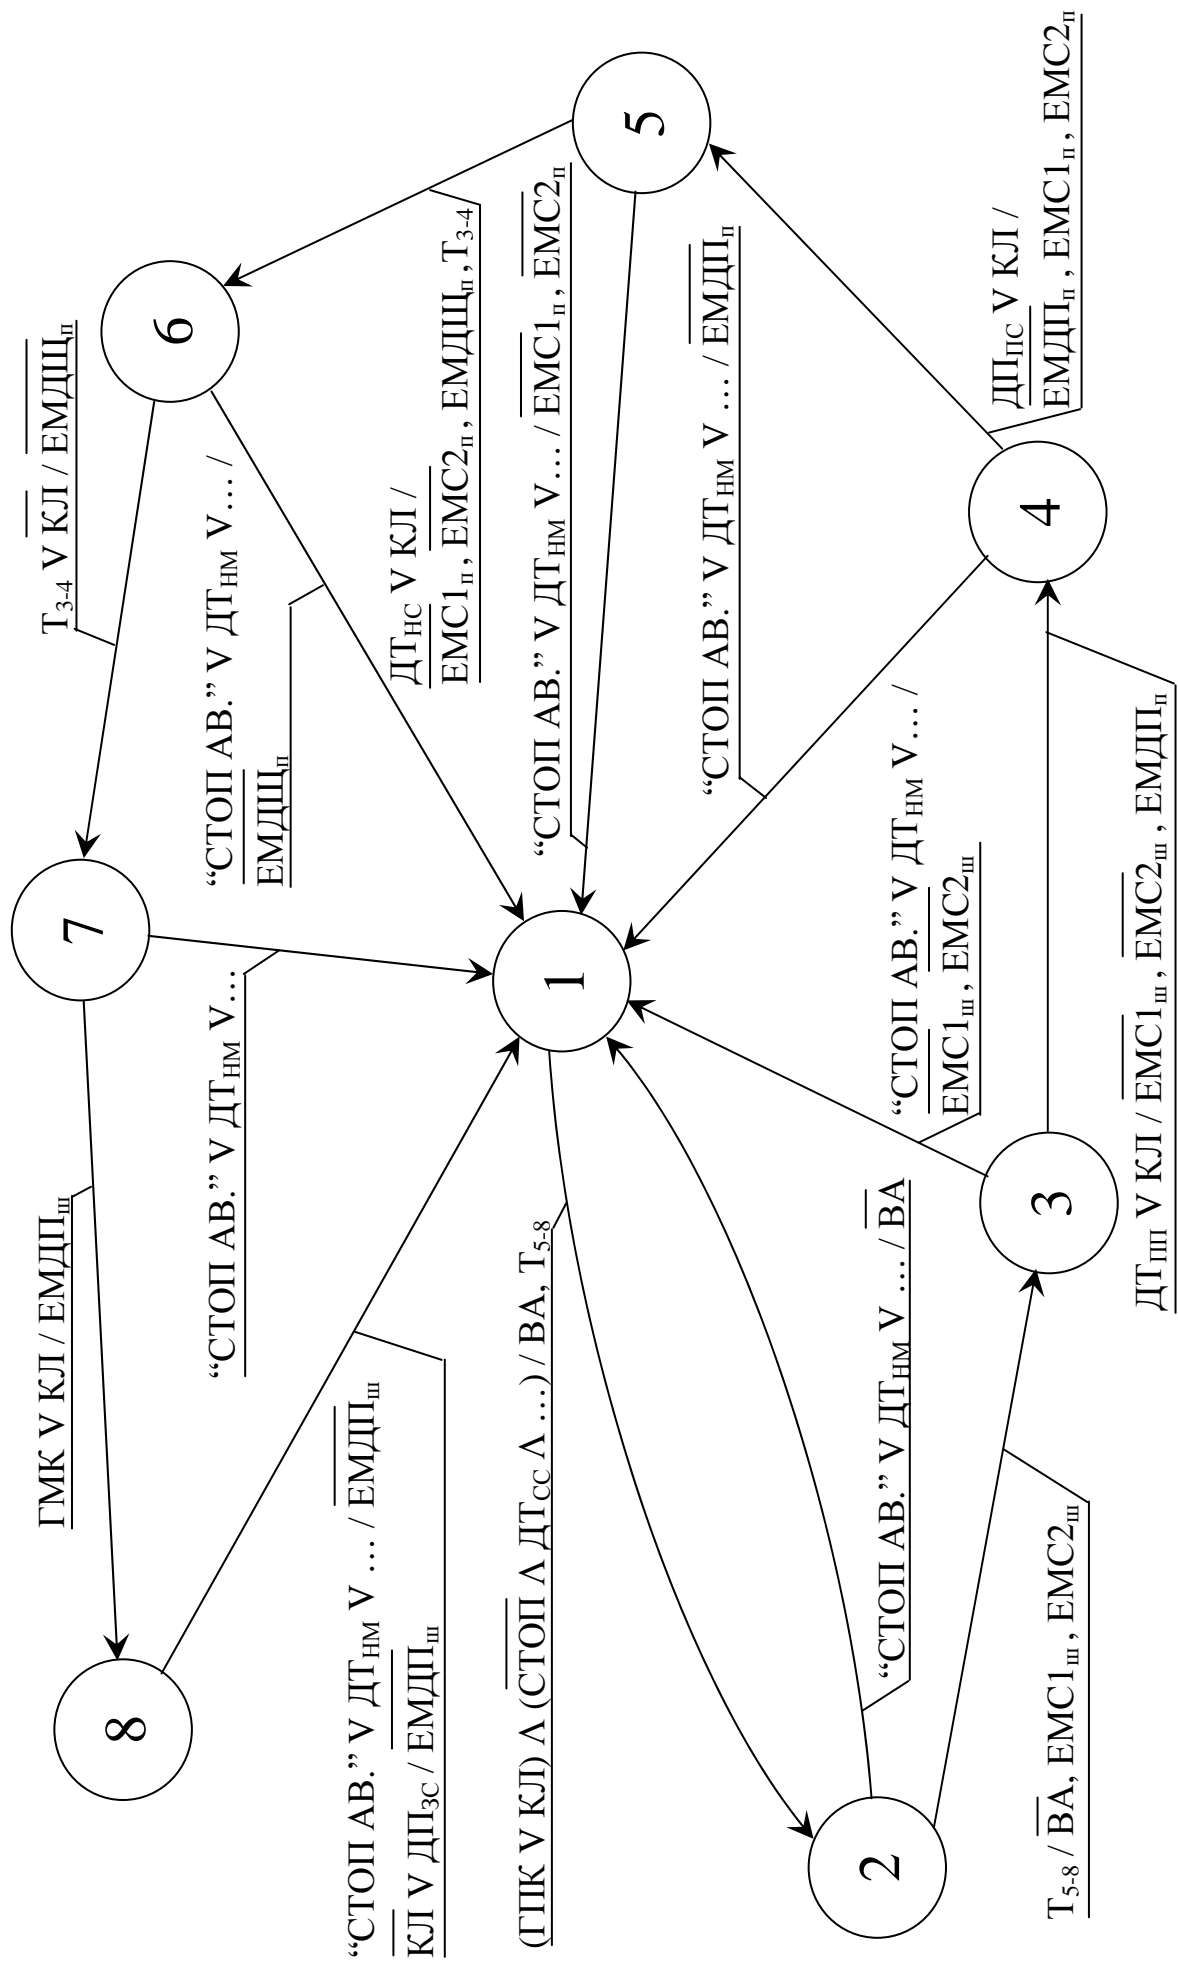 ГМК V КЛ / ЕМДПш
Т3-4 V КЛ / ЕМДЩп
8
7
6
“СТОП АВ.” V ДТНМ V…
“СТОП АВ.” V ДТНМ V… /
ЕМДЩп
“СТОП АВ.” V ДТНМ V … / ЕМДПш
КЛ V ДПЗС / ЕМДПш
ДТНС V КЛ /
ЕМС1п , ЕМС2п , ЕМДЩп ,Т3-4
(ГПК V КЛ) Λ (СТОП Λ ДТСС Λ …) / ВА, Т5-8
“СТОП АВ.” V ДТНМ V… / ЕМС1п , ЕМС2п
1
5
“СТОП АВ.” V ДТНМ V … / ЕМДПп
2
“СТОП АВ.” V ДТНМ V … / ВА
“СТОП АВ.” V ДТНМ V… /
ЕМС1ш , ЕМС2ш
ДППС V КЛ /
ЕМДПп , ЕМС1п , ЕМС2п
3
4
Т5-8 / ВА, ЕМС1ш , ЕМС2ш
ДТПП V КЛ / ЕМС1ш , ЕМС2ш , ЕМДПп